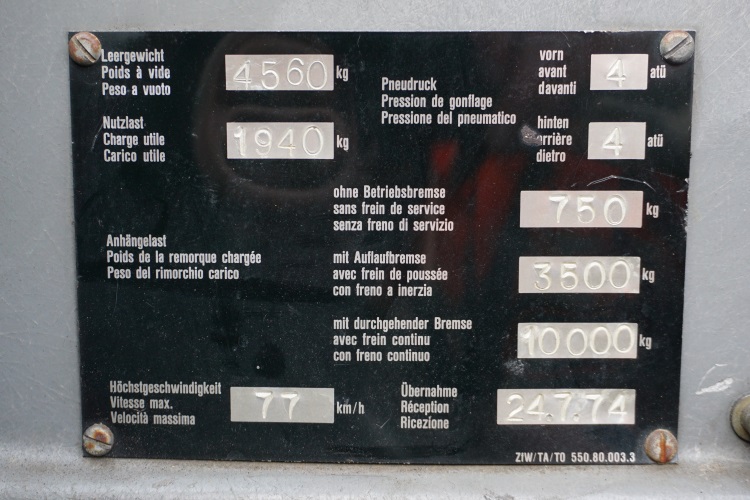 Leergewicht
Poids à vide
Peso a vuoto
4560 kg
Nutzlast
Charge utile
Carico utile
1940 kg
Pneudruck
Pression de gonflage
Pressione del pneumatico
vorn
avant
davanti
4 atü
hinten
arrière
dietro
4 atü
Anhängelast
Poids de la remorque chargée
Peso del rimorchio carico
ohne Betriebsbremse
sans frein de service
senza freno di servizio
750 kg
mit Auflaufbremse
avec frein de poussée
con freno a inerzia
3500 kg
mit durchgehender Bremse
avec frein continu
con freno continuo
10000 kg
Höchstgeschwindigkeit
Vitesse max.
Velocità massima
77 km/h
Übernahme
Réception
Ricezione
24.7.74
ZIW/TA/TO 550.80.003.3